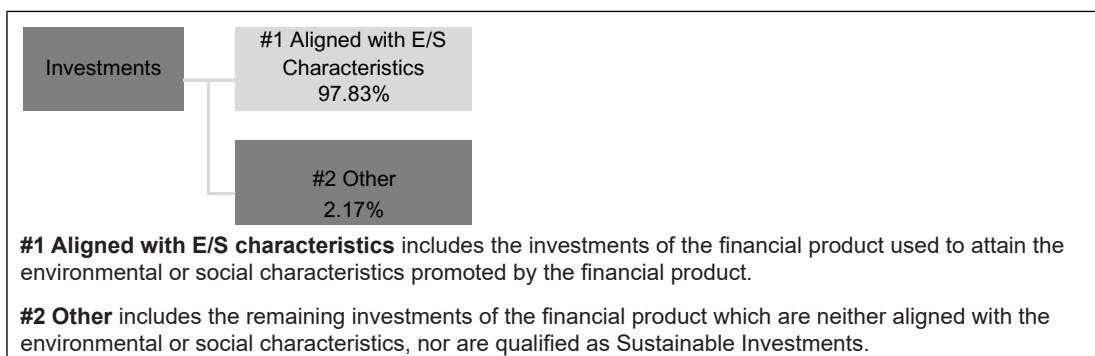 Investments
#1 Aligned with E/S
Characteristics
97.83%
#2 Other
2.17%
#1 Aligned with E/S characteristics includes the investments of the financial product used to attain the
environmental or social characteristics promoted by the financial product.
#2 Other includes the remaining investments of the financial product which are neither aligned with the
environmental or social characteristics, nor are qualified as Sustainable Investments.